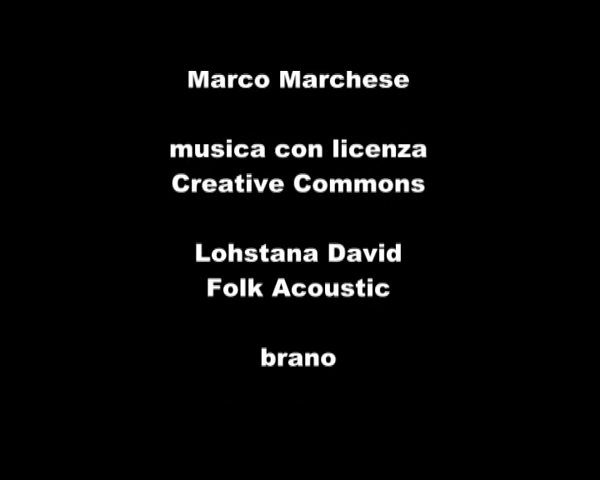 Marco Marchese
musica con licenza
Creative Commons
Lohstana David
Folk Acoustic
brano